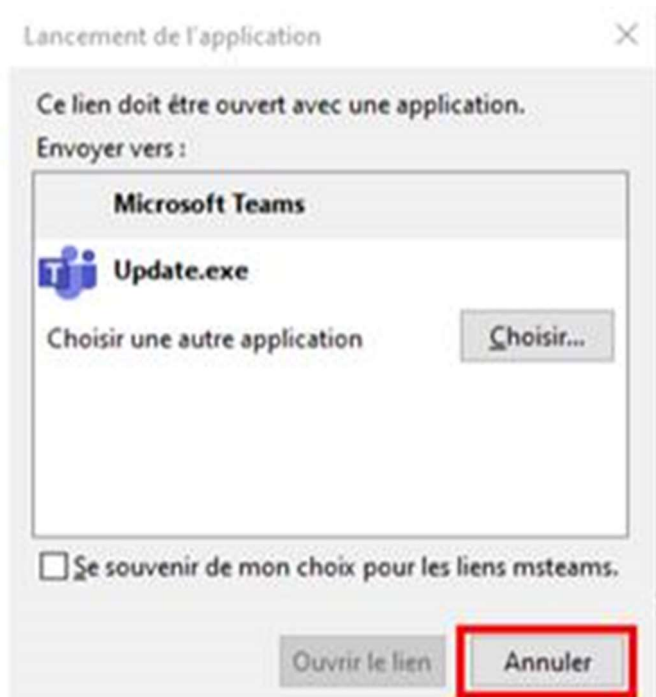 Lancement de l'application
Ce lien doit être ouvert avec une application.
Envoyer vers :
Microsoft Teams
Update.exe
Choisir une autre application
Choisir...
Se souvenir de mon choix pour les liens msteams.
Ouvrir le lien
Annuler